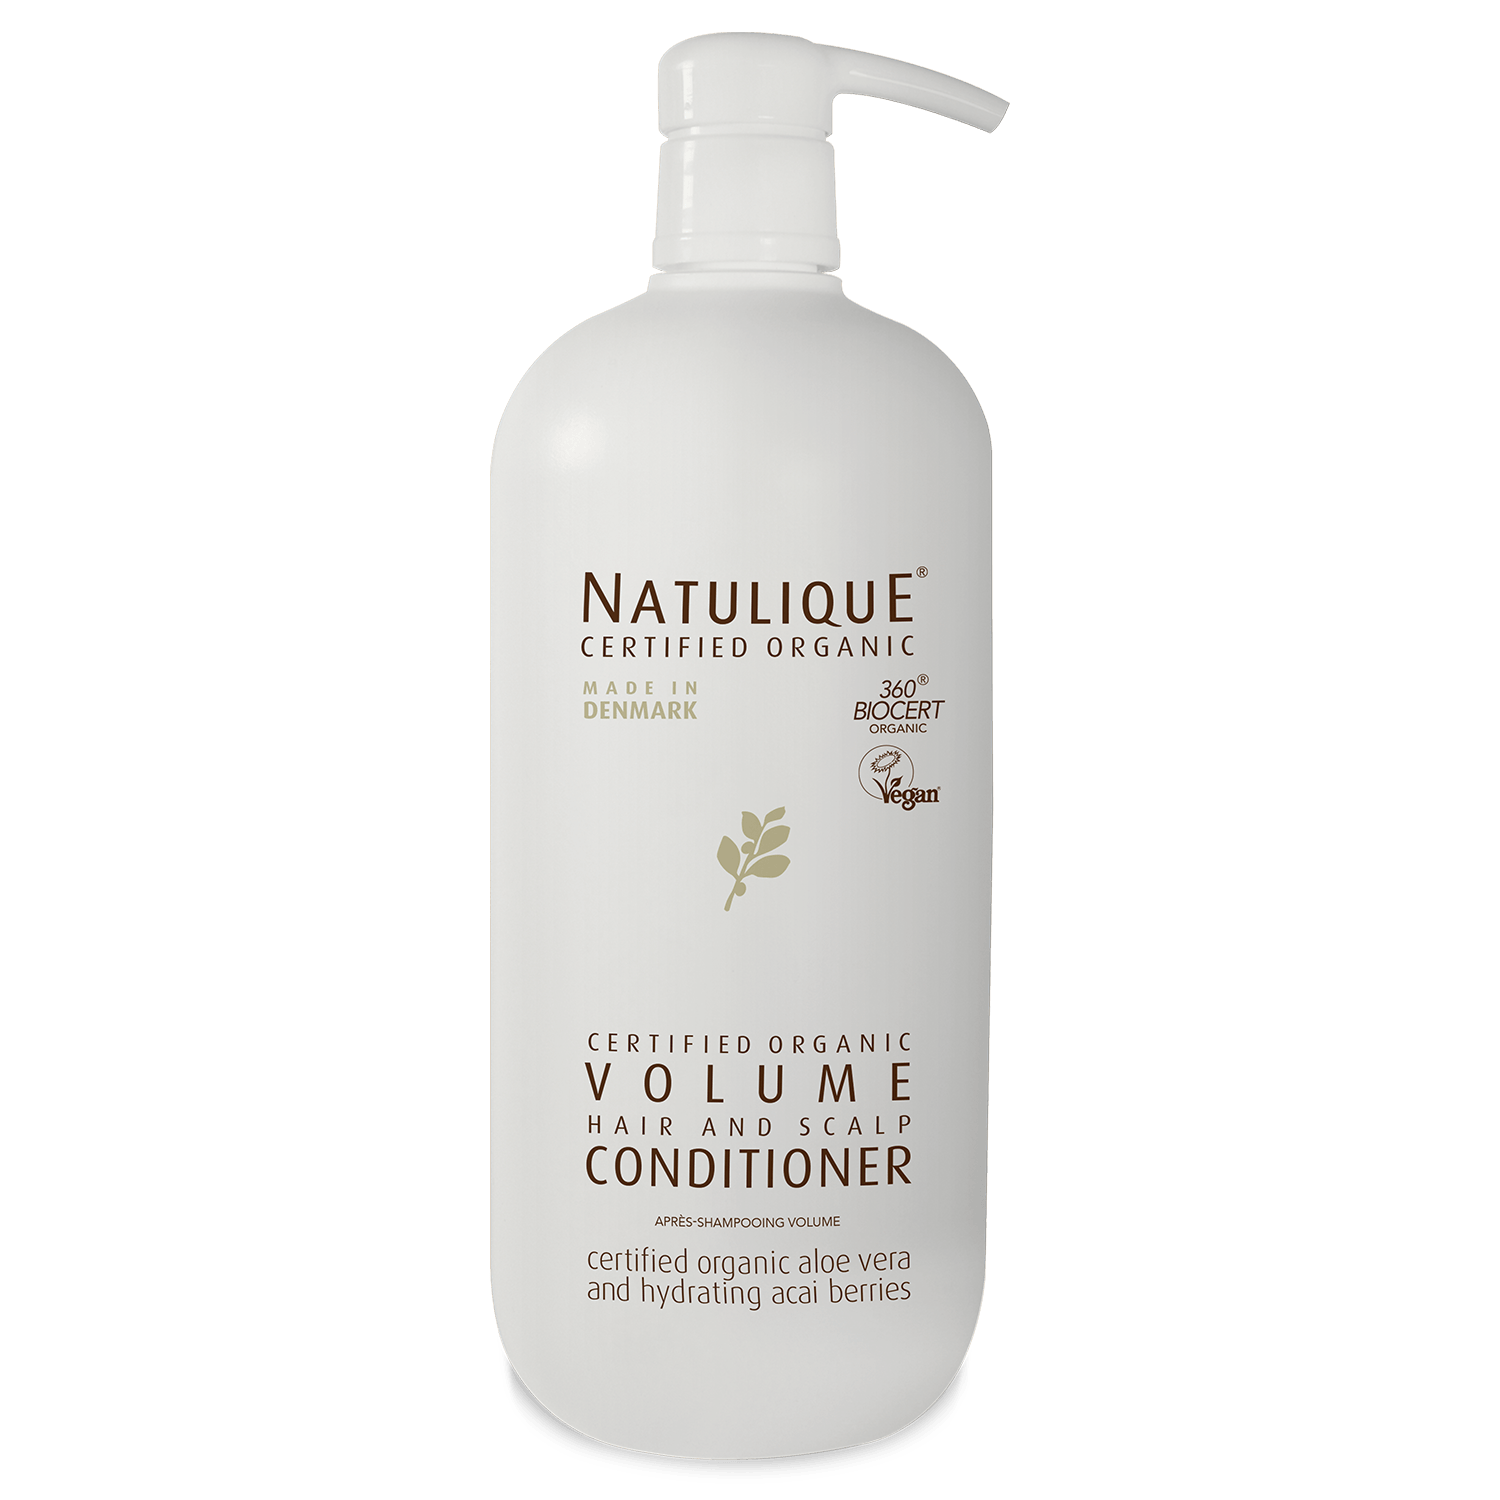 NATULIQUE®
CERTIFIED ORGANIC
MADE IN
DENMARK
360®
BIOCERT
ORGANIC
Vegan®
CERTIFIED ORGANIC
VOLUME
HAIR AND SCALP
CONDITIONER
APRÈS-SHAMPOOING VOLUME
certified organic aloe vera
and hydrating acai berries